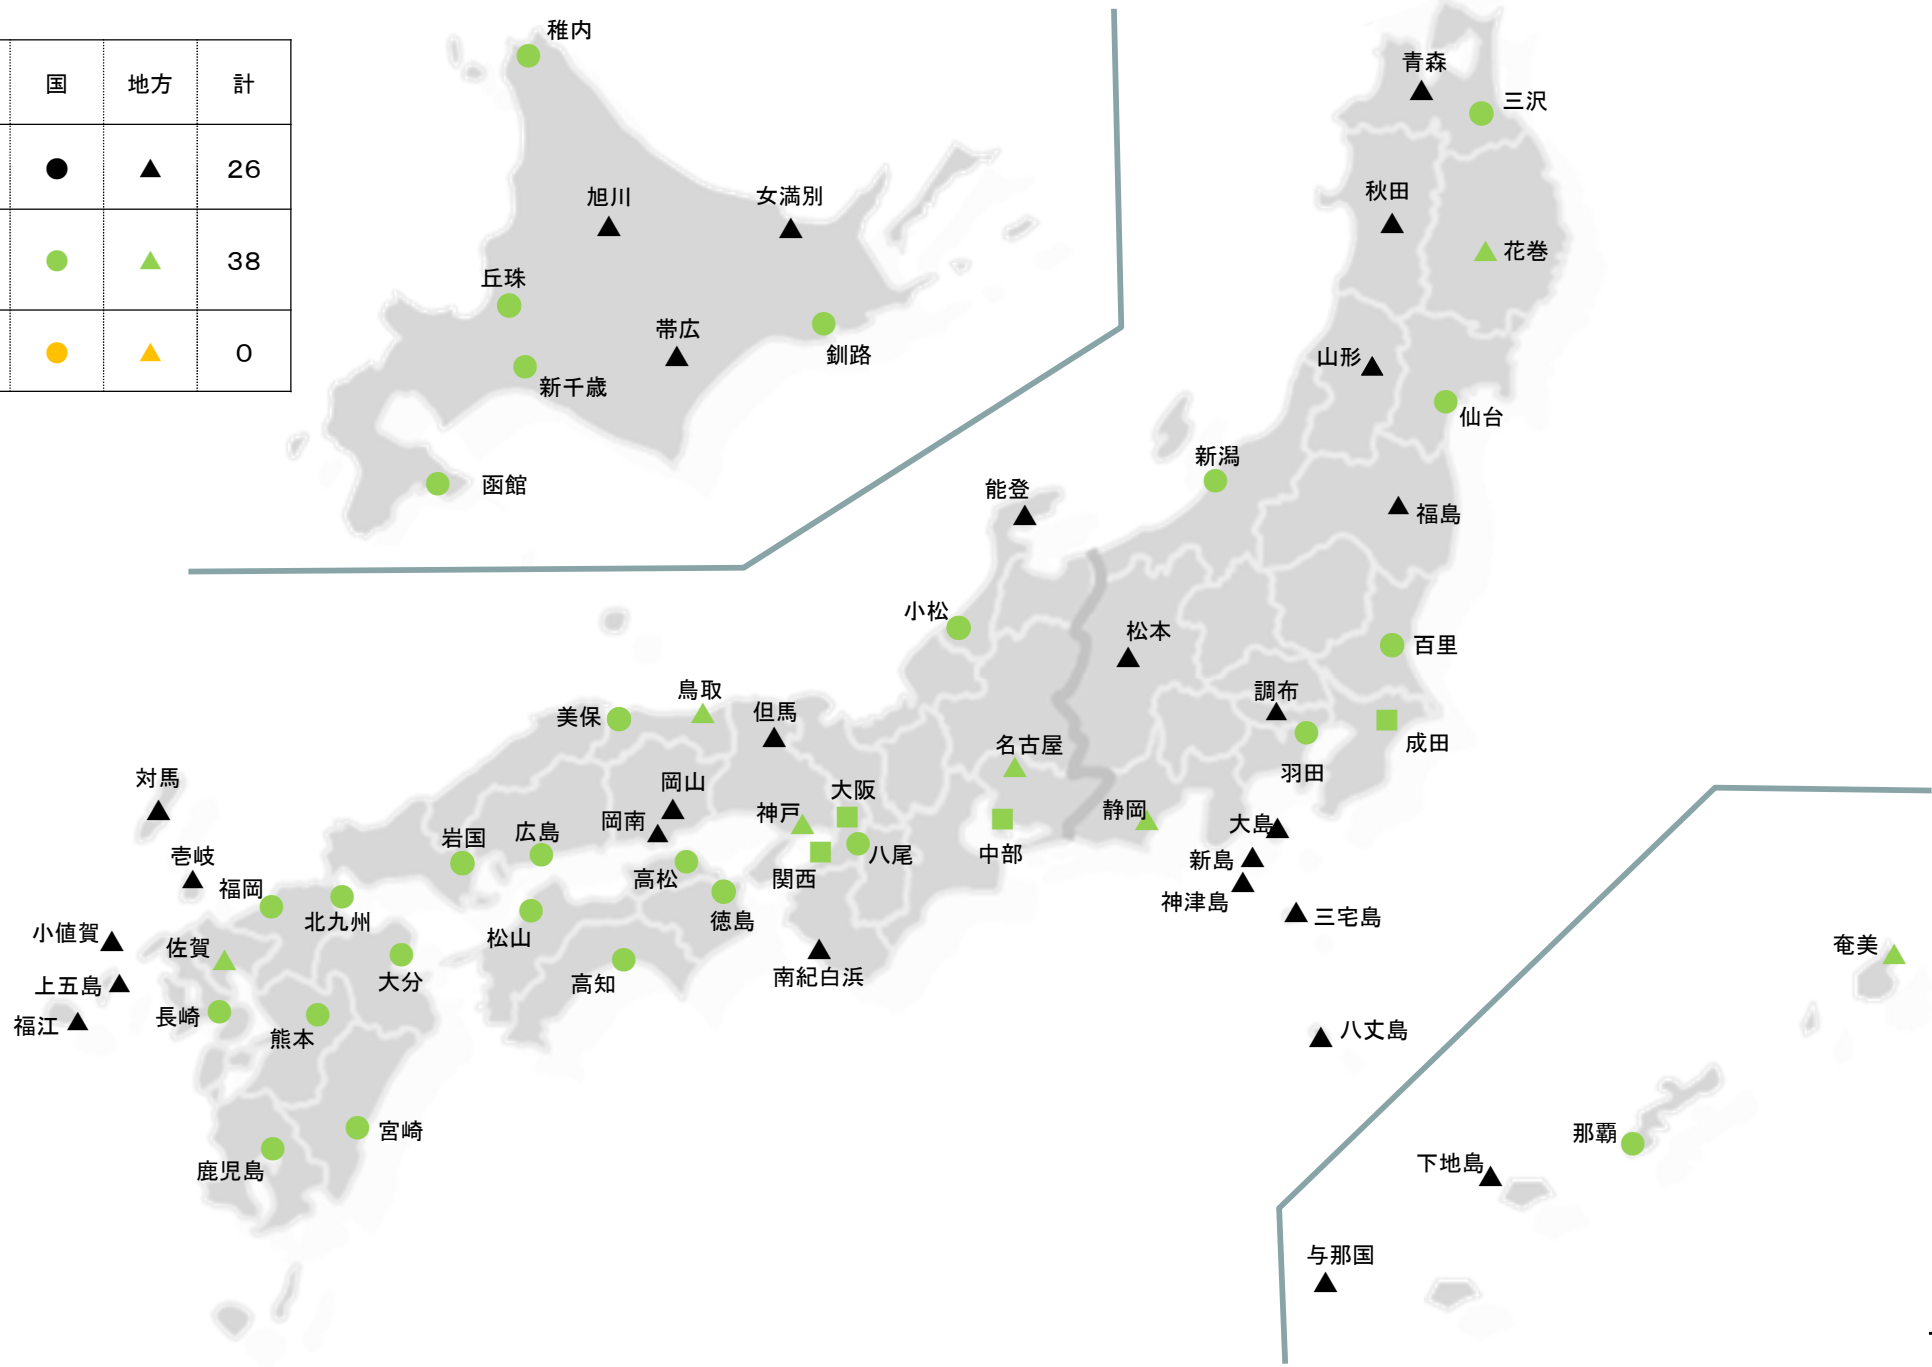 国 地方 計
● ▲ 26
● ▲ 38
● ▲ 0
稚内
旭川
女満別
丘珠
帯広
釧路
新千歳
函館
青森
三沢
秋田
花巻
山形
仙台
新潟
福島
能登
小松
松本
百里
調布
成田
羽田
鳥取
美保
但馬
名古屋
岡山
大阪
神戸
岡南
静岡
大島
対馬
岩国
広島
高松
関西
八尾
中部
新島
神津島
三宅島
壱岐
福岡
北九州
松山
徳島
小値賀
佐賀
大分
高知
南紀白浜
上五島
長崎
福江
熊本
八丈島
奄美
宮崎
鹿児島
那覇
下地島
与那国